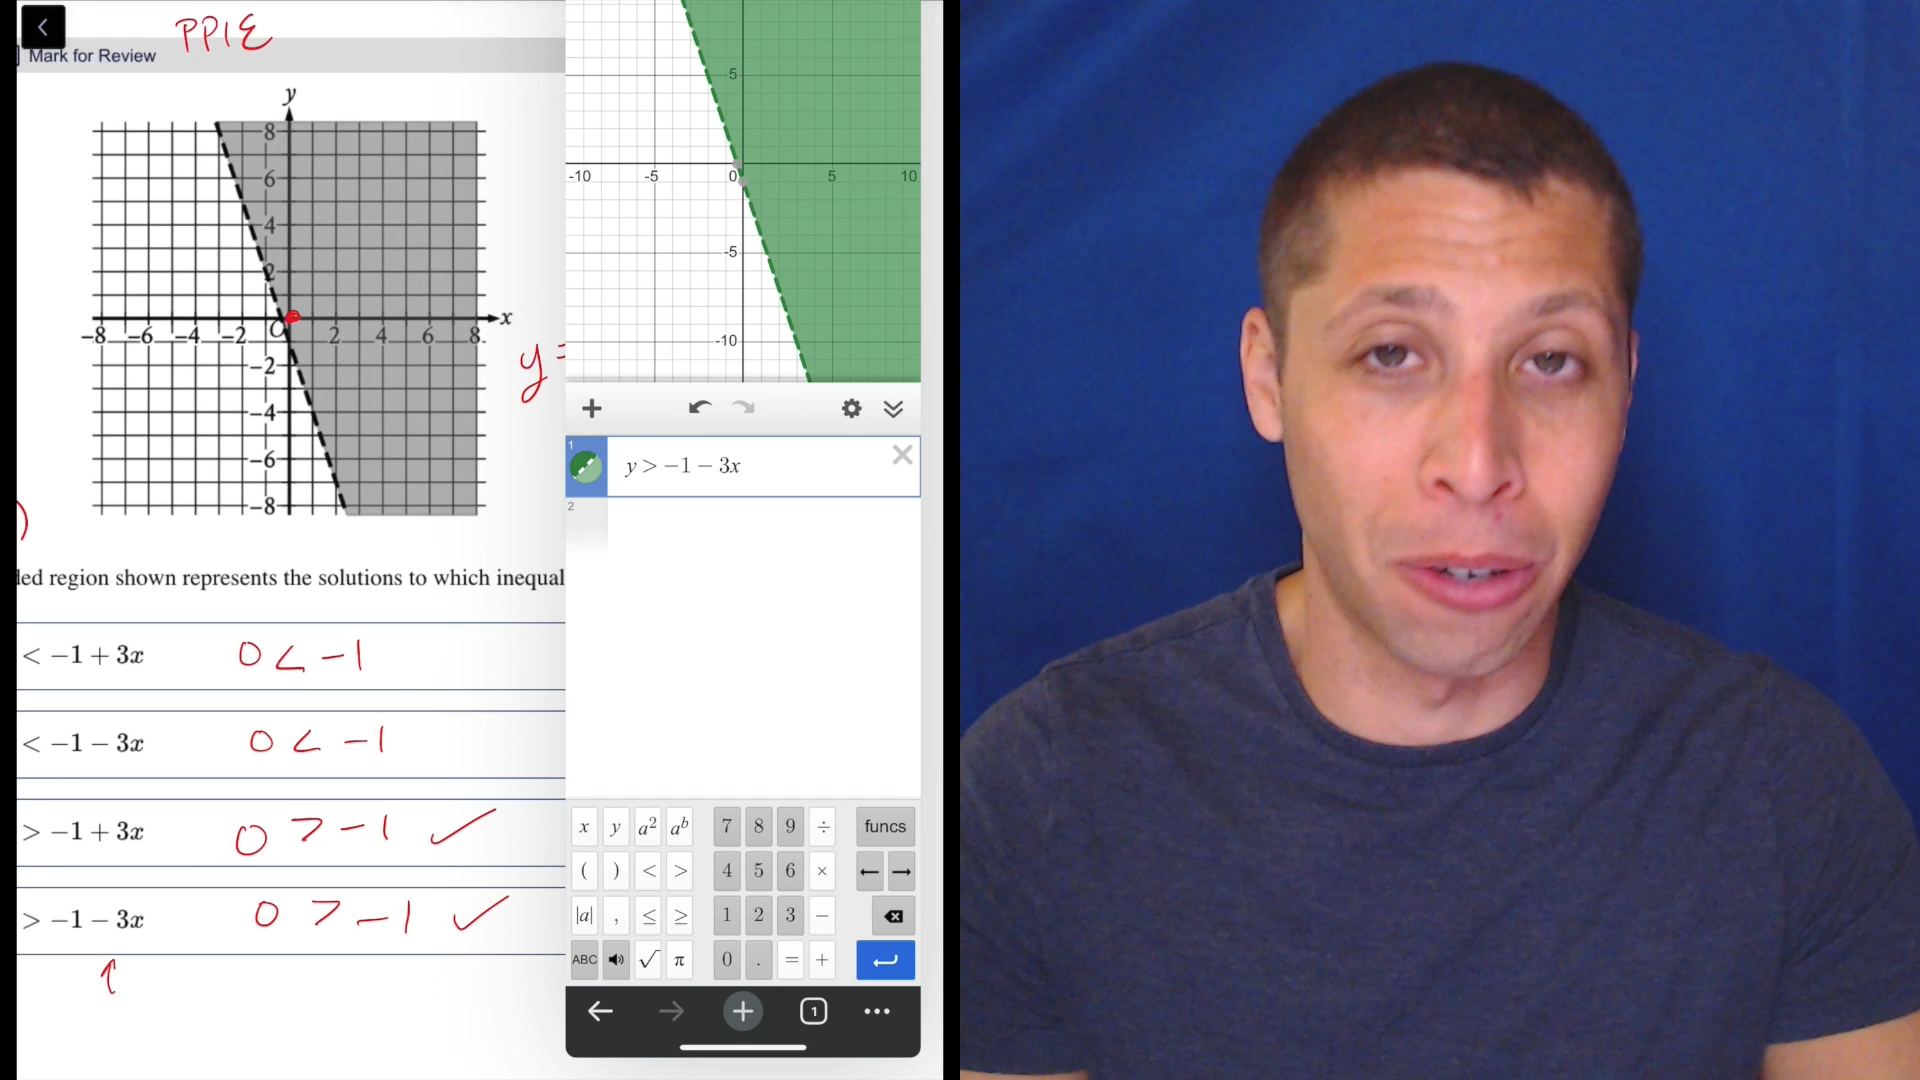 PPIE
Mark for Review
y
8
6
4
2
-8 -6 -4 -2 O 2 4 6 8
x
-2
-4
-6
-8
y =
)
ded region shown represents the solutions to which inequal
< −1 + 3x 0 < -1
< −1 − 3x 0 < -1
> −1 + 3x 0 > -1 ✓
> −1 − 3x 0 > -1 ✓
↑
5
-10 -5 0 5 10
-5
-10
+
1
y > −1 − 3x
2
x y a² aᵇ 7 8 9 ÷ funcs
( ) < > 4 5 6 × ← →
|a| , ≤ ≥ 1 2 3 −
ABC √ π 0 . = +
← → + 1 ...